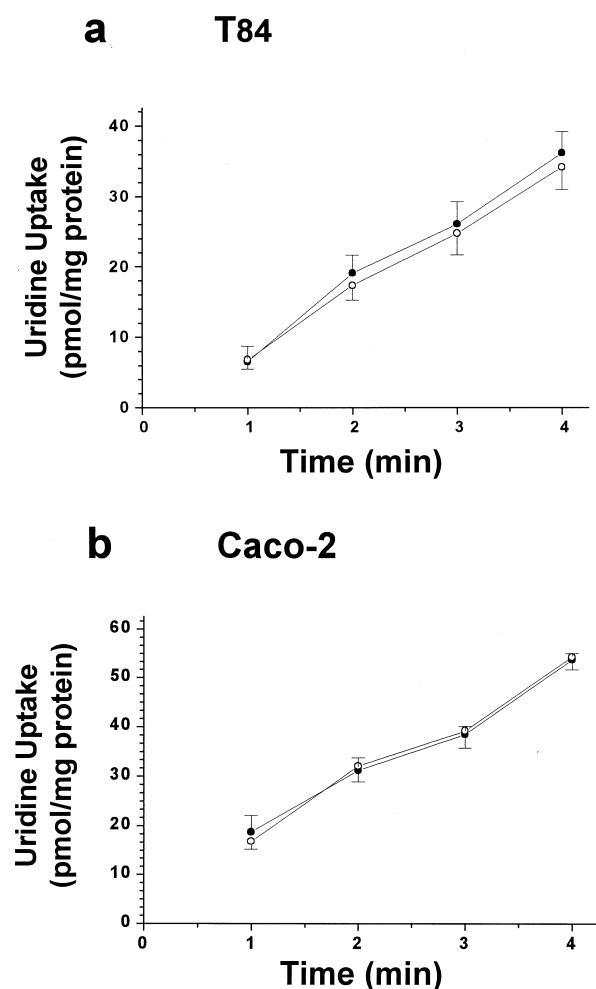 a T84
Uridine Uptake
(pmol/mg protein)
40
30
20
10
0
0 1 2 3 4
Time (min)
b Caco-2
Uridine Uptake
(pmol/mg protein)
60
50
40
30
20
10
0
0 1 2 3 4
Time (min)